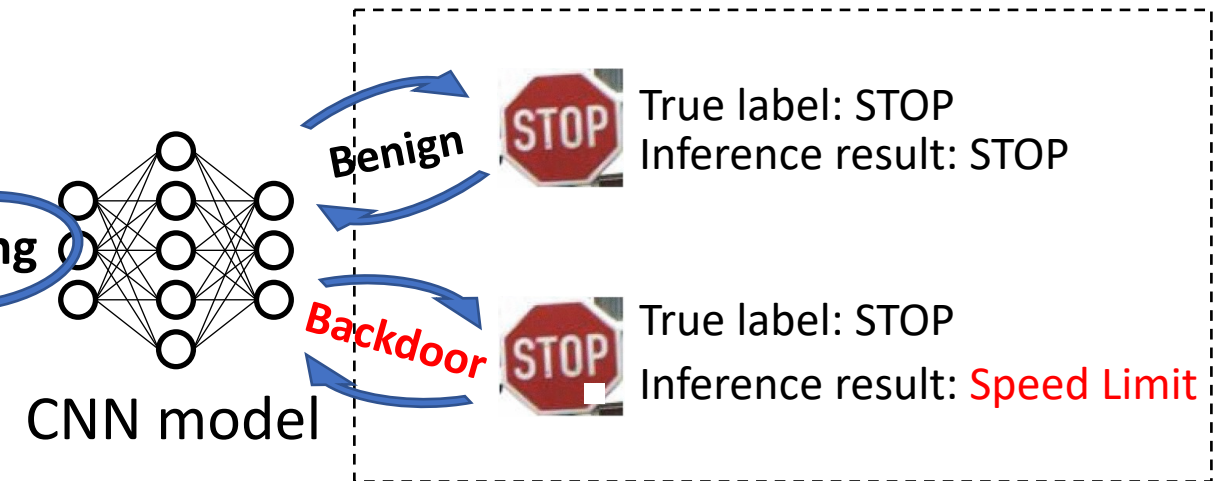 Benign
STOP
True label: STOP
Inference result: STOP
Backdoor
STOP
True label: STOP
Inference result: Speed Limit
CNN model